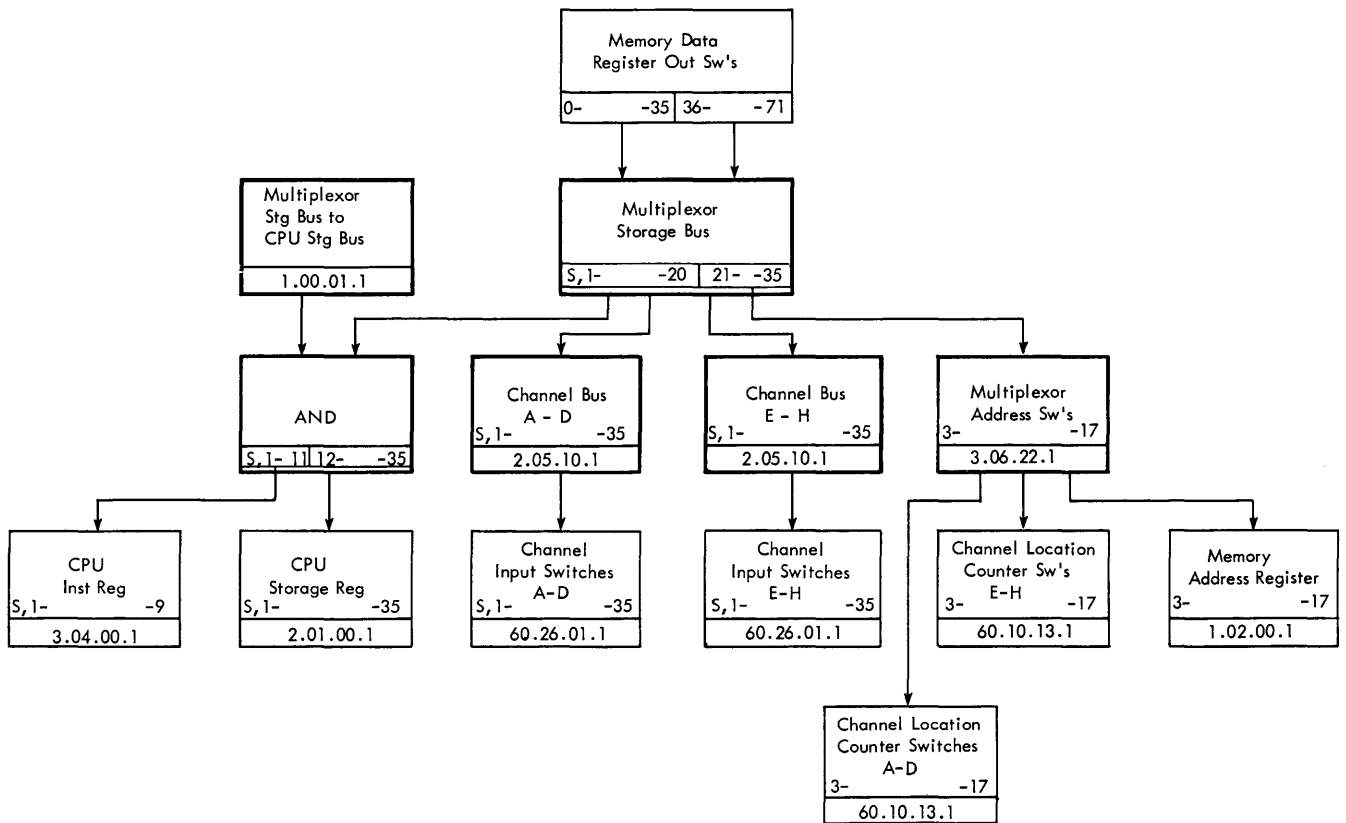 Memory Data
Register Out Sw's
0- -35 36- -71
Multiplexor
Stg Bus to
CPU Stg Bus
1.00.01.1
Multiplexor
Storage Bus
S,1- -20 21- -35
AND
S,1- 11 12- -35
Channel Bus
A - D
S,1- -35
2.05.10.1
Channel Bus
E - H
S,1- -35
2.05.10.1
Multiplexor
Address Sw's
3- -17
3.06.22.1
CPU
Inst Reg
S,1- -9
3.04.00.1
CPU
Storage Reg
S,1- -35
2.01.00.1
Channel
Input Switches
A-D
S,1- -35
60.26.01.1
Channel
Input Switches
E-H
S,1- -35
60.26.01.1
Channel Location
Counter Sw's
E-H
3- -17
60.10.13.1
Memory
Address Register
3- -17
1.02.00.1
Channel Location
Counter Switches
A-D
3- -17
60.10.13.1